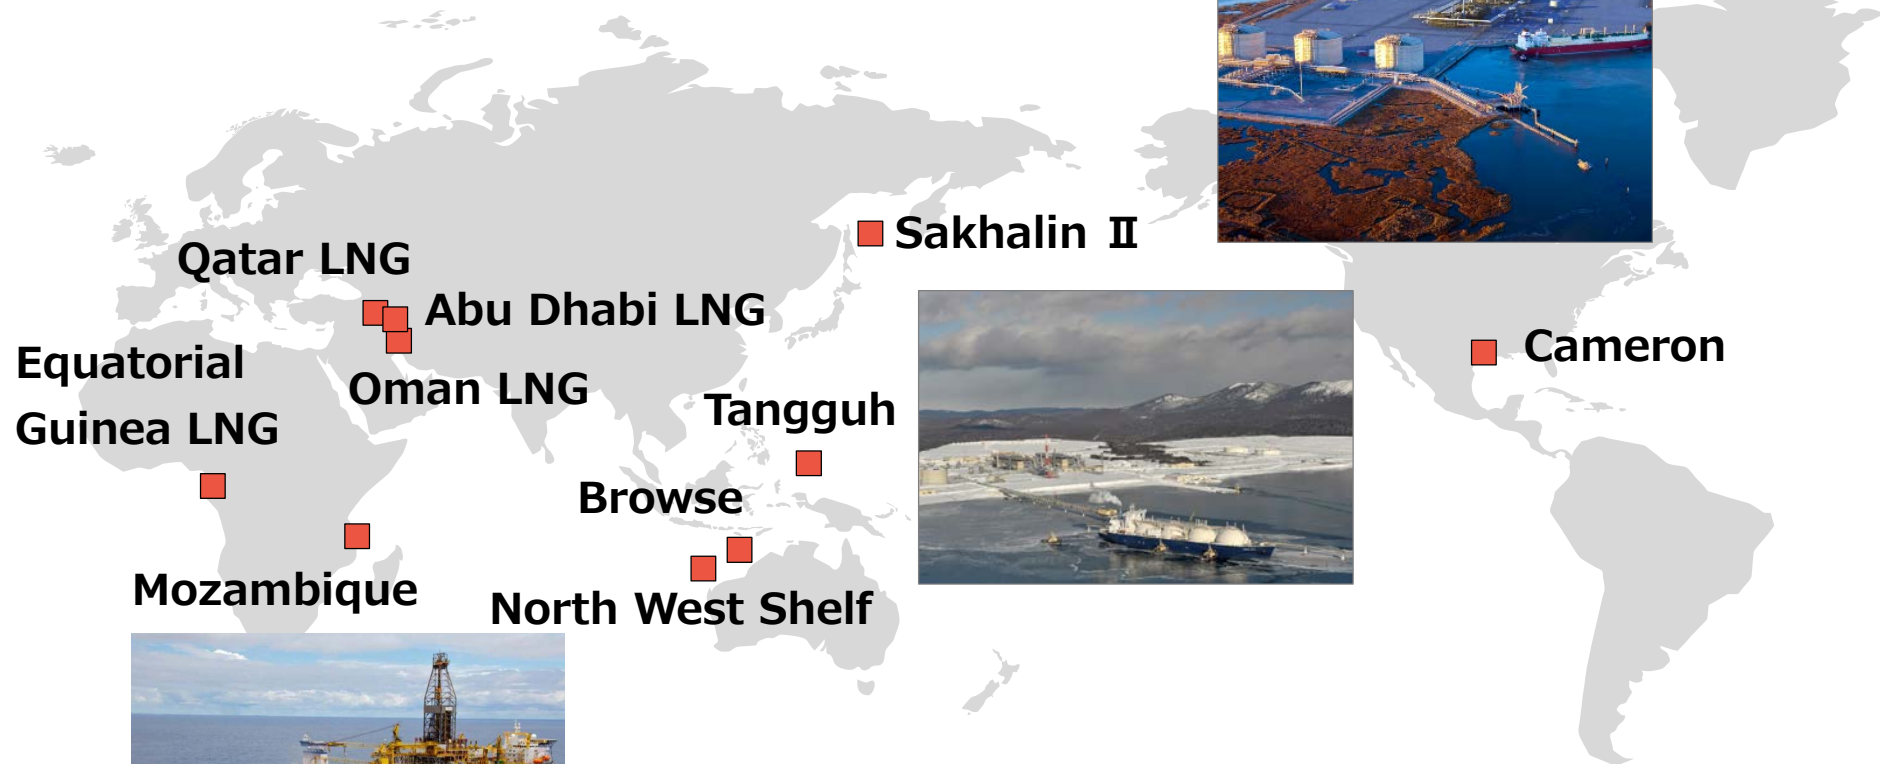 Sakhalin Ⅱ
Qatar LNG
Abu Dhabi LNG
Cameron
Equatorial
Guinea LNG
Oman LNG
Tangguh
Browse
Mozambique
North West Shelf